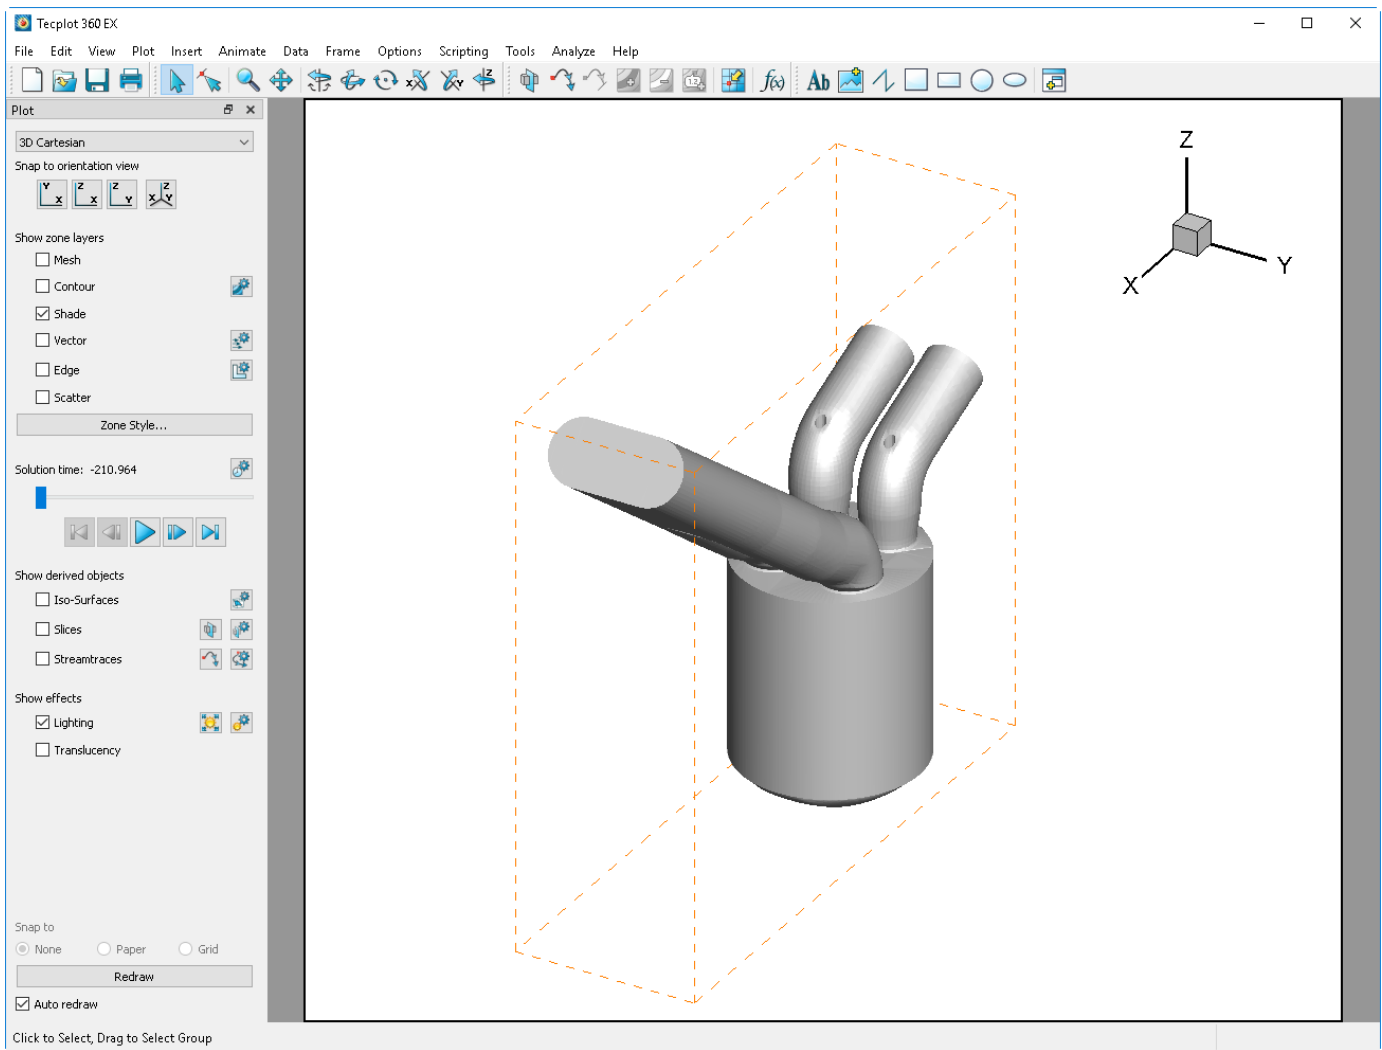 Tecplot 360 EX
File Edit View Plot Insert Animate Data Frame Options Scripting Tools Analyze Help
f(x) Ab
Plot
3D Cartesian
Snap to orientation view
Y X Z X Z Y Z X Y
Show zone layers
Mesh
Contour
Shade
Vector
Edge
Scatter
Zone Style...
Solution time: -210.964
Show derived objects
Iso-Surfaces
Slices
Streamtraces
Show effects
Lighting
Translucency
Snap to
None Paper Grid
Redraw
Auto redraw
Click to Select, Drag to Select Group
Z
Y
X